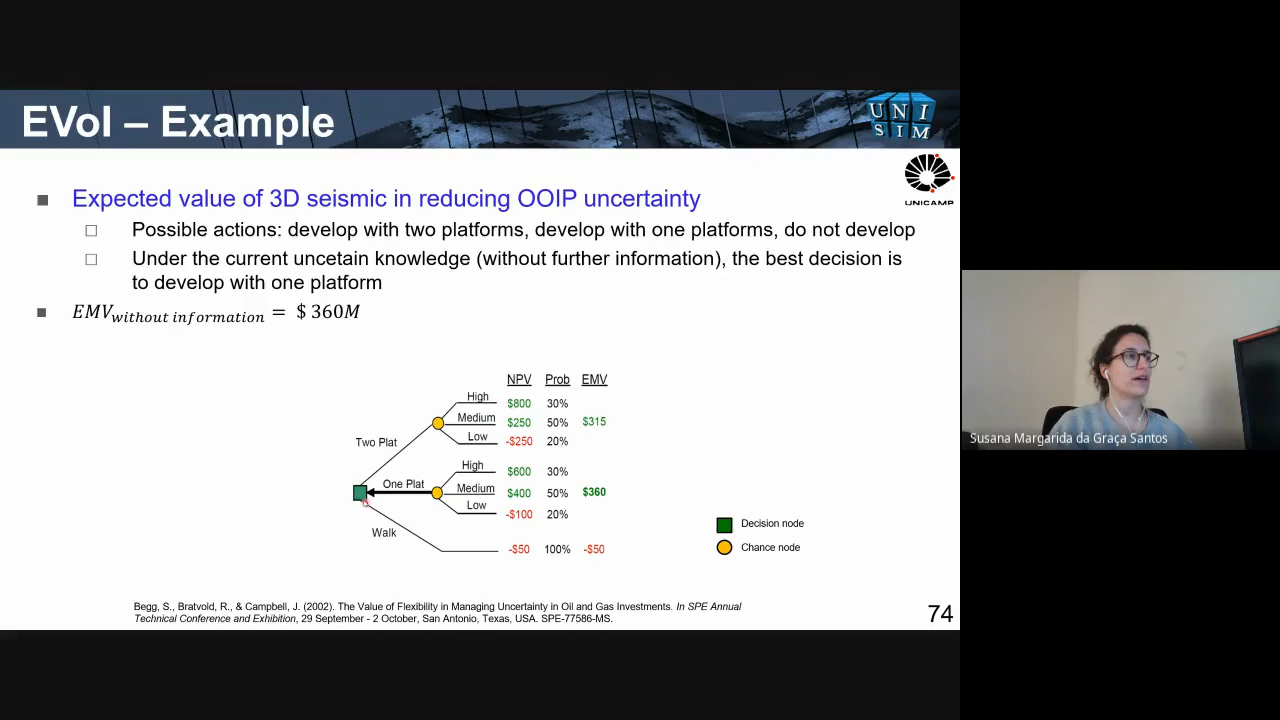 EVoI – Example
UNI
SIM
UNICAMP
Expected value of 3D seismic in reducing OOIP uncertainty
Possible actions: develop with two platforms, develop with one platforms, do not develop
Under the current uncetain knowledge (without further information), the best decision is
to develop with one platform
EMV without information = $ 360M
NPV Prob EMV
High $800 30%
Medium $250 50% $315
Low -$250 20%
Two Plat
High $600 30%
One Plat Medium $400 50% $360
Low -$100 20%
Walk
-$50 100% -$50
Decision node
Chance node
Begg, S., Bratvold, R., & Campbell, J. (2002). The Value of Flexibility in Managing Uncertainty in Oil and Gas Investments. In SPE Annual
Technical Conference and Exhibition, 29 September - 2 October, San Antonio, Texas, USA. SPE-77586-MS.
74
Susana Margarida da Graça Santos